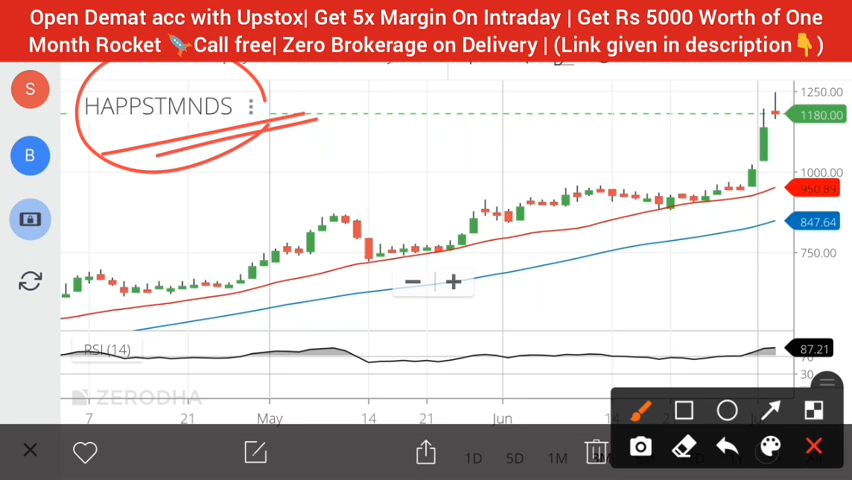 Open Demat acc with Upstox| Get 5x Margin On Intraday | Get Rs 5000 Worth of One
Month Rocket 🚀Call free| Zero Brokerage on Delivery | (Link given in description👇)
S
HAPPSTMNDS
1250.00
1180.00
B
1000.00
950.89
847.64
750.00
RSI(14)
87.21
70
30
ZERODHA
7 21 May 14 21 Jun 14
1D 5D 1M